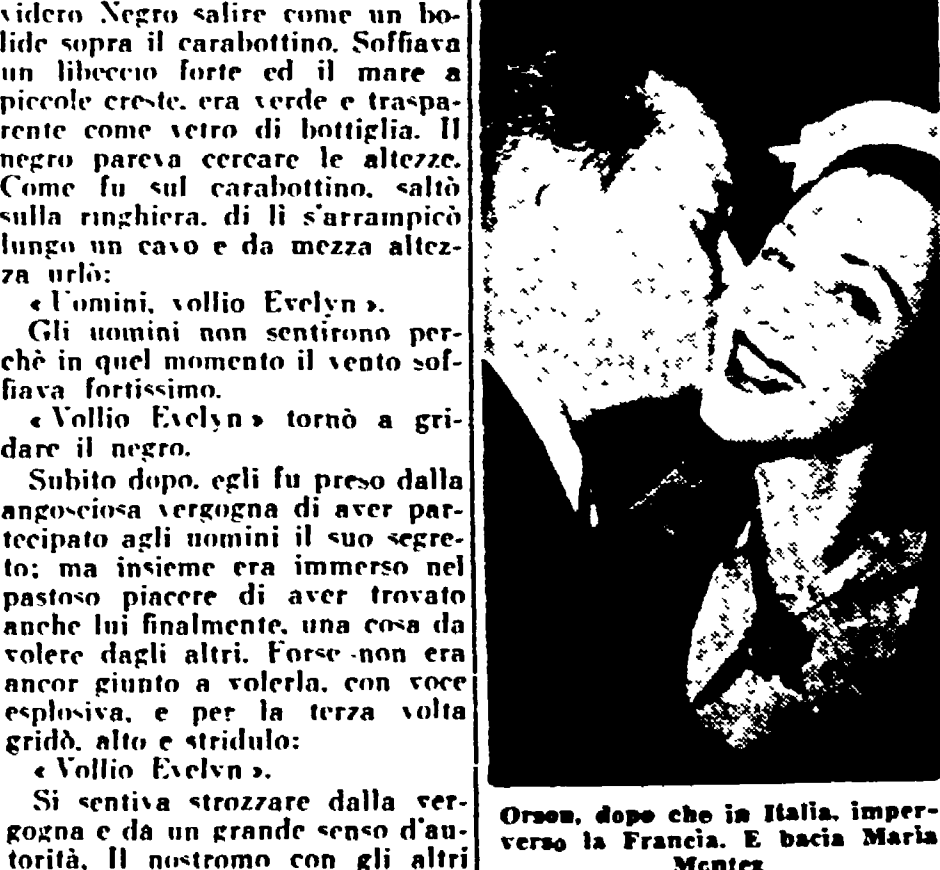 videro Negro salire come un bo-
lide sopra il carabottino. Soffiava
un libeccio forte ed il mare a
piccole creste, era verde e traspa-
rente come vetro di bottiglia. Il
negro pareva cercare le altezze.
Come fu sul carabottino, saltò
sulla ringhiera, di lì s'arrampicò
lungo un cavo e da mezza altez-
za urlò:
« Uomini, vollio Evelyn ».
Gli uomini non sentirono per-
chè in quel momento il vento sof-
fiava fortissimo.
« Vollio Evelyn » tornò a gri-
dare il negro.
Subito dopo, egli fu preso dalla
angosciosa vergogna di aver par-
tecipato agli uomini il suo segre-
to; ma insieme era immerso nel
pastoso piacere di aver trovato
anche lui finalmente, una cosa da
volere dagli altri. Forse non era
ancor giunto a volerla, con voce
esplosiva, e per la terza volta
gridò, alto e stridulo:
« Vollio Evelyn ».
Si sentiva strozzare dalla ver-
gogna e da un grande senso d'au-
torità. Il nostromo con gli altri
Orson, dopo che in Italia, imper-
verso la Francia. E bacia Maria
Montez